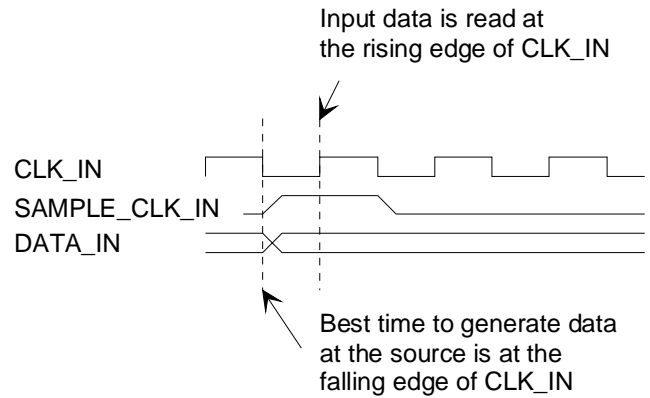 Input data is read at
the rising edge of CLK_IN
CLK_IN
SAMPLE_CLK_IN
DATA_IN
Best time to generate data
at the source is at the
falling edge of CLK_IN